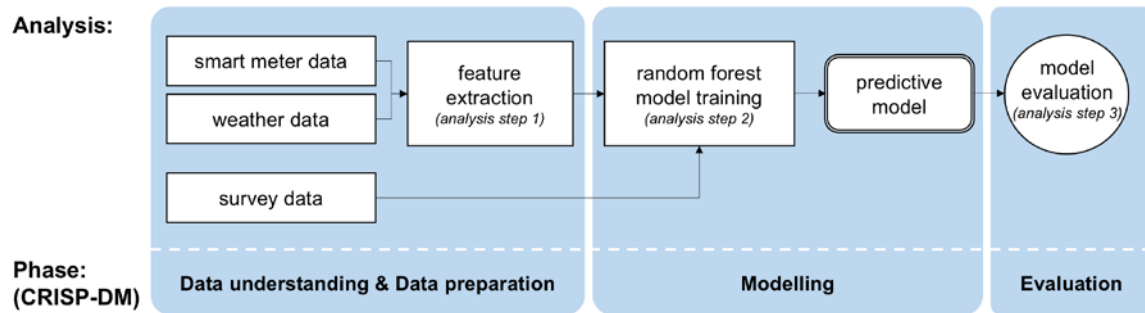 Analysis:
smart meter data
weather data
survey data
feature
extraction
(analysis step 1)
random forest
model training
(analysis step 2)
predictive
model
model
evaluation
(analysis step 3)
Phase:
(CRISP-DM)
Data understanding & Data preparation
Modelling
Evaluation